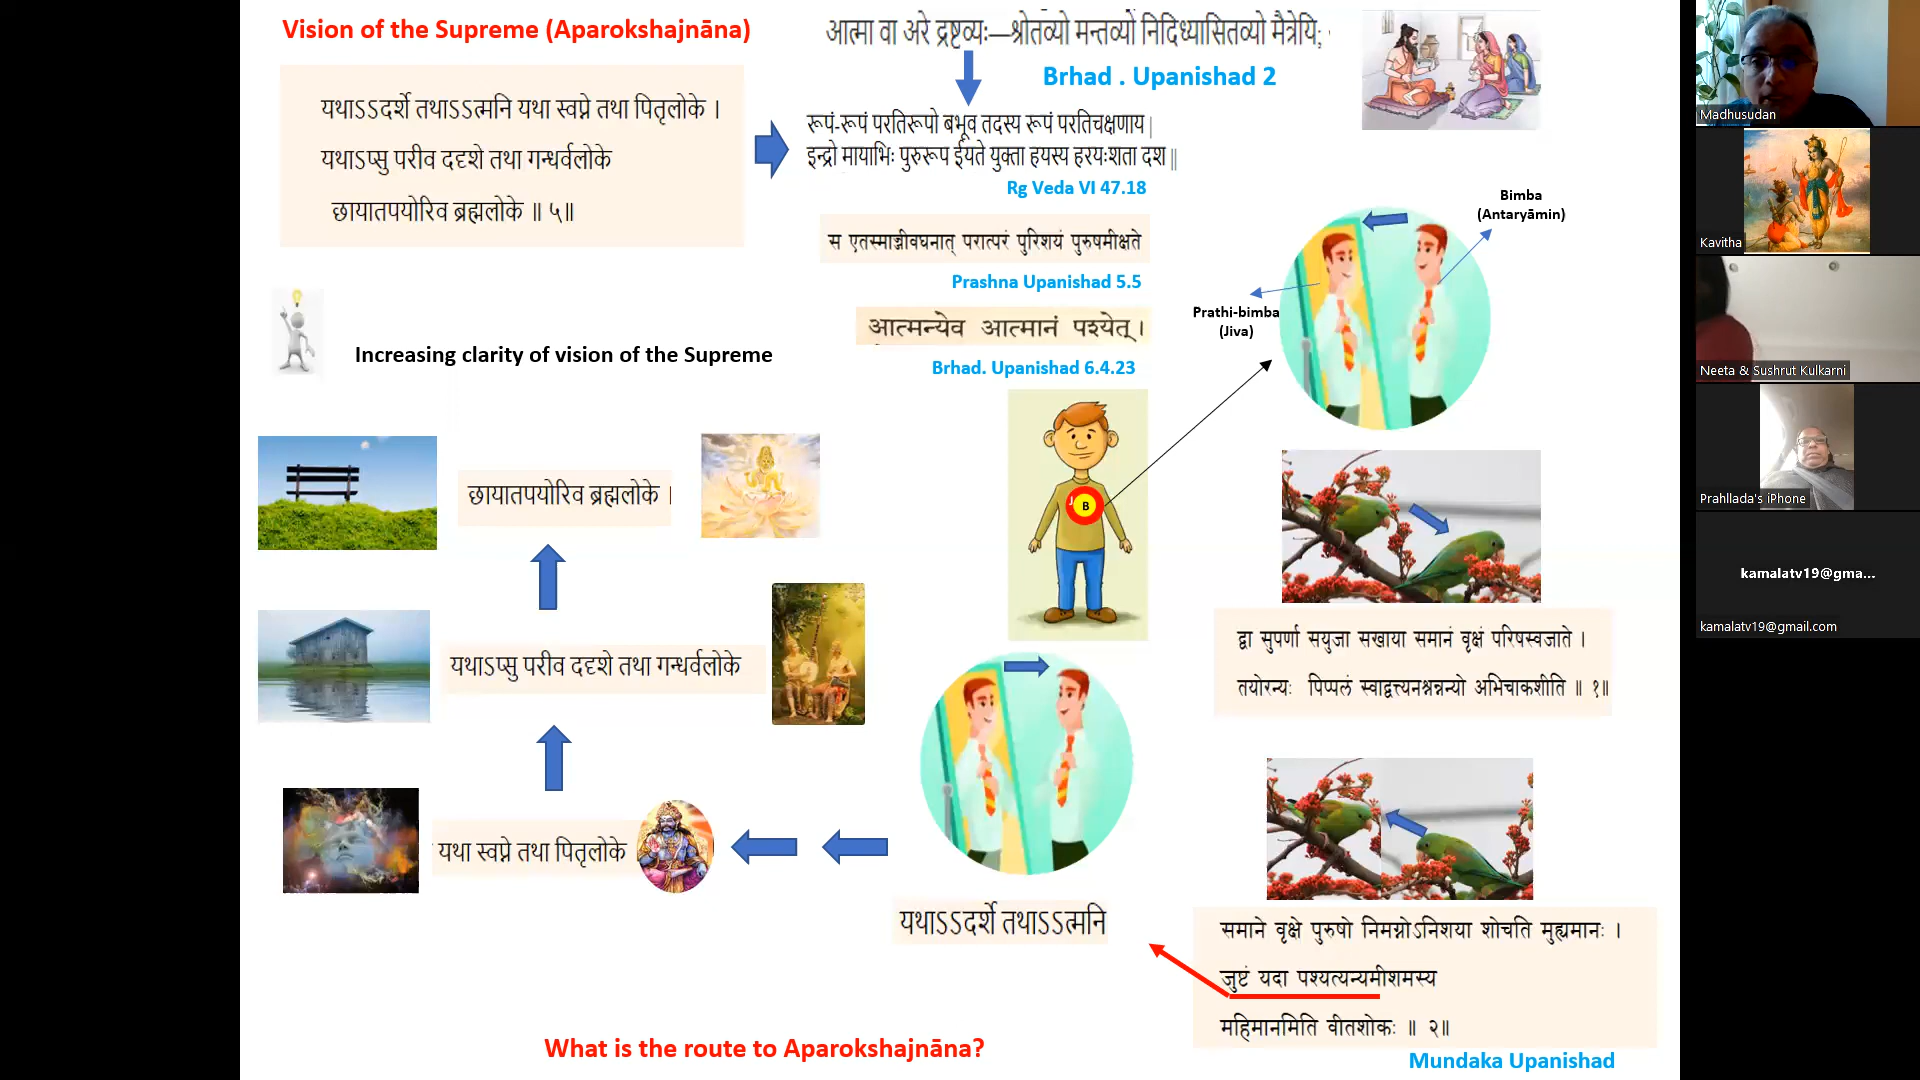 Vision of the Supreme (Aparokshajnāna)
यथाऽऽदर्शे तथाऽऽत्मनि यथा स्वप्ने तथा पितृलोके ।
यथाऽप्सु परीव ददृशे तथा गन्धर्वलोके
छायातपयोरिव ब्रह्मलोके ॥ ५॥
आत्मा वा अरे द्रष्टव्यः—श्रोतव्यो मन्तव्यो निदिध्यासितव्यो मैत्रेयि;
Brhad . Upanishad 2
रूपं-रूपं परतिरूपो बभूव तदस्य रूपं परतिचक्षणाय |
इन्द्रो मायाभिः पुरुरूप ईयते युक्ता हयस्य हरयःशता दश ||
Rg Veda VI 47.18
स एतस्माज्जीवघनात् परात्परं पुरिशयं पुरुषमीक्षते
Prashna Upanishad 5.5
आत्मन्येव आत्मानं पश्येत् ।
Brhad. Upanishad 6.4.23
Bimba
(Antaryāmin)
Prathi-bimba
(Jiva)
Increasing clarity of vision of the Supreme
छायातपयोरिव ब्रह्मलोके ।
J
B
यथाऽप्सु परीव ददृशे तथा गन्धर्वलोके
द्वा सुपर्णा सयुजा सखाया समानं वृक्षं परिषस्वजाते ।
तयोरन्यः पिप्पलं स्वाद्वत्त्यनश्नन्नन्यो अभिचाकशीति ॥ १॥
यथा स्वप्ने तथा पितृलोके
यथाऽऽदर्शे तथाऽऽत्मनि
समाने वृक्षे पुरुषो निमग्नोऽनिशया शोचति मुह्यमानः ।
जुष्टं यदा पश्यत्यन्यमीशमस्य
महिमानमिति वीतशोकः ॥ २॥
Mundaka Upanishad
What is the route to Aparokshajnāna?
Madhusudan
Kavitha
Neeta & Sushrut Kulkarni
Prahllada's iPhone
kamalatv19@gma...
kamalatv19@gmail.com